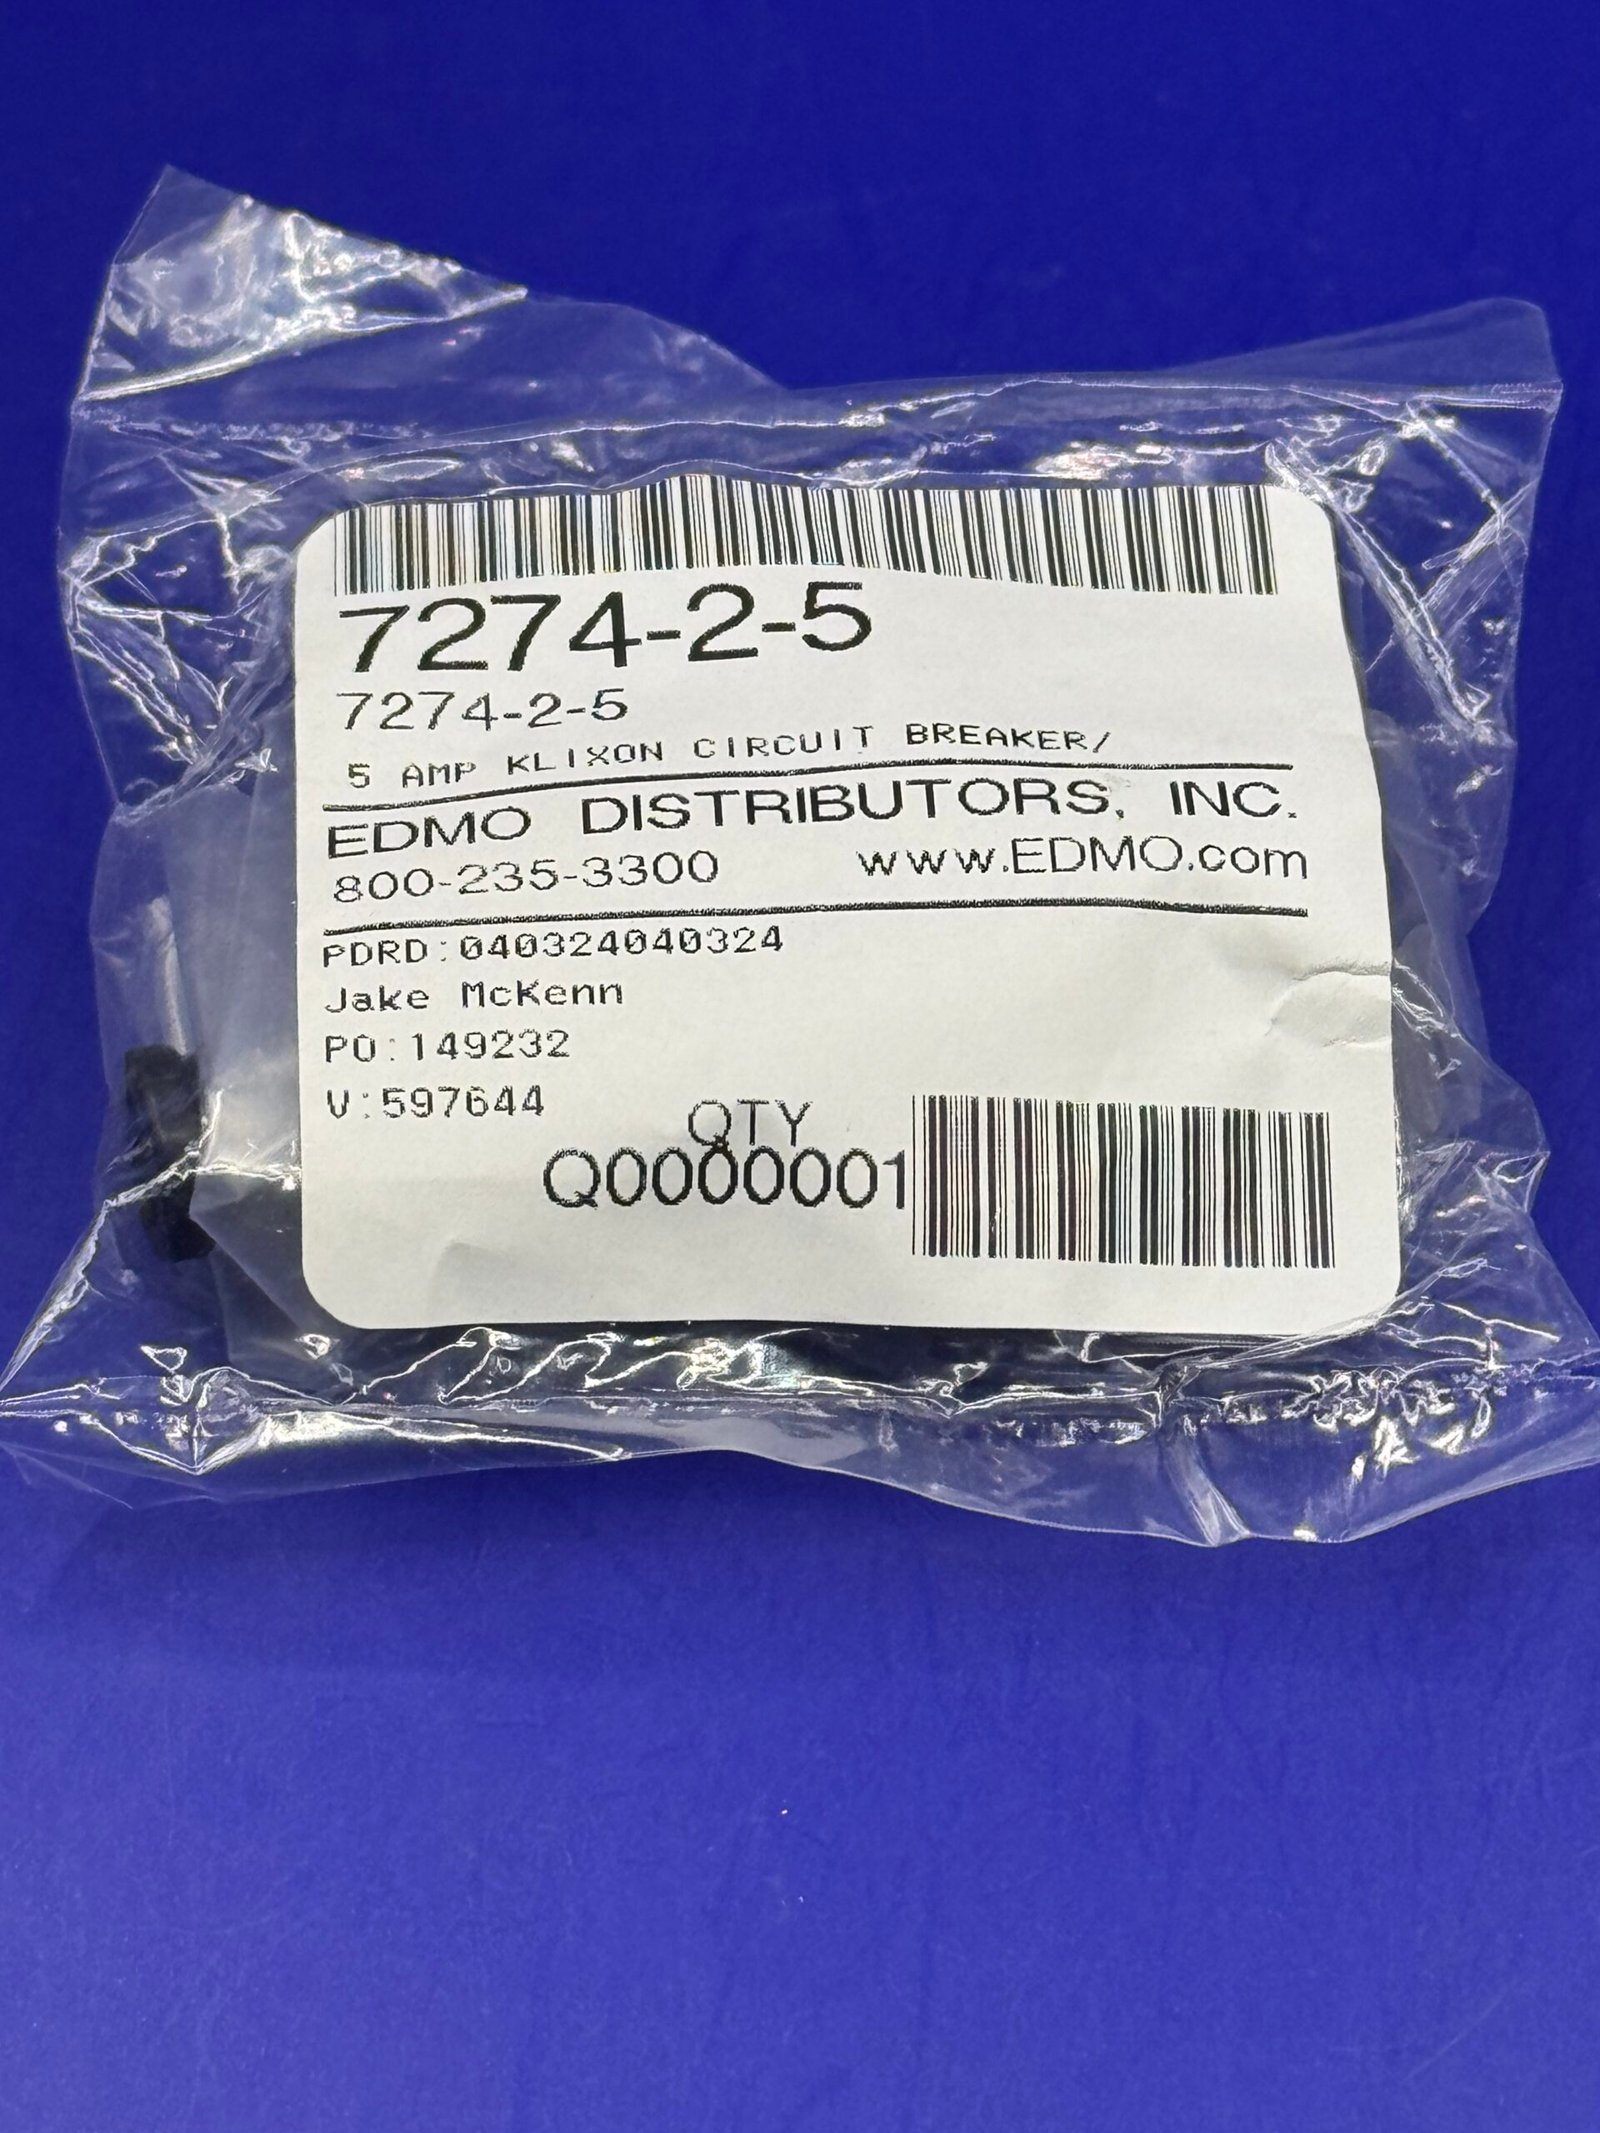 7274-2-5
7274-2-5
5 AMP KLIXON CIRCUIT BREAKER/
EDMO DISTRIBUTORS, INC.
800-235-3300 www.EDMO.com
PDRD:040324040324
Jake McKenn
PO:149232
V:597644
QTY
Q0000001